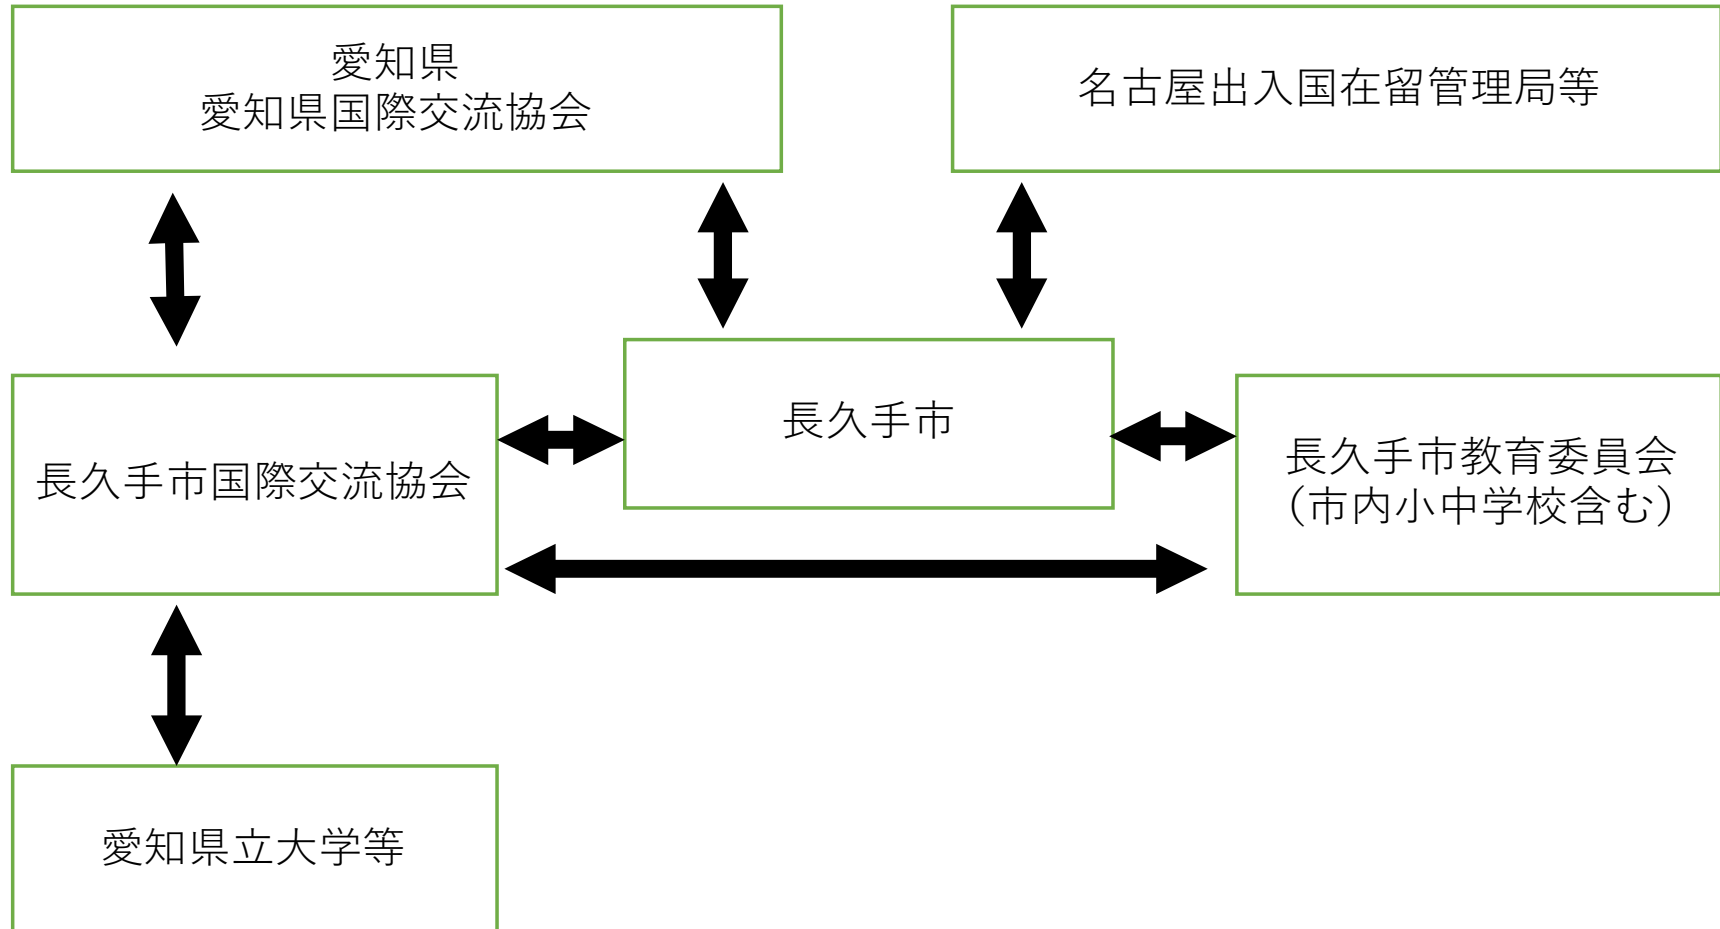 愛知県
愛知県国際交流協会
名古屋出入国在留管理局等
長久手市
長久手市国際交流協会
長久手市教育委員会
（市内小中学校含む）
愛知県立大学等